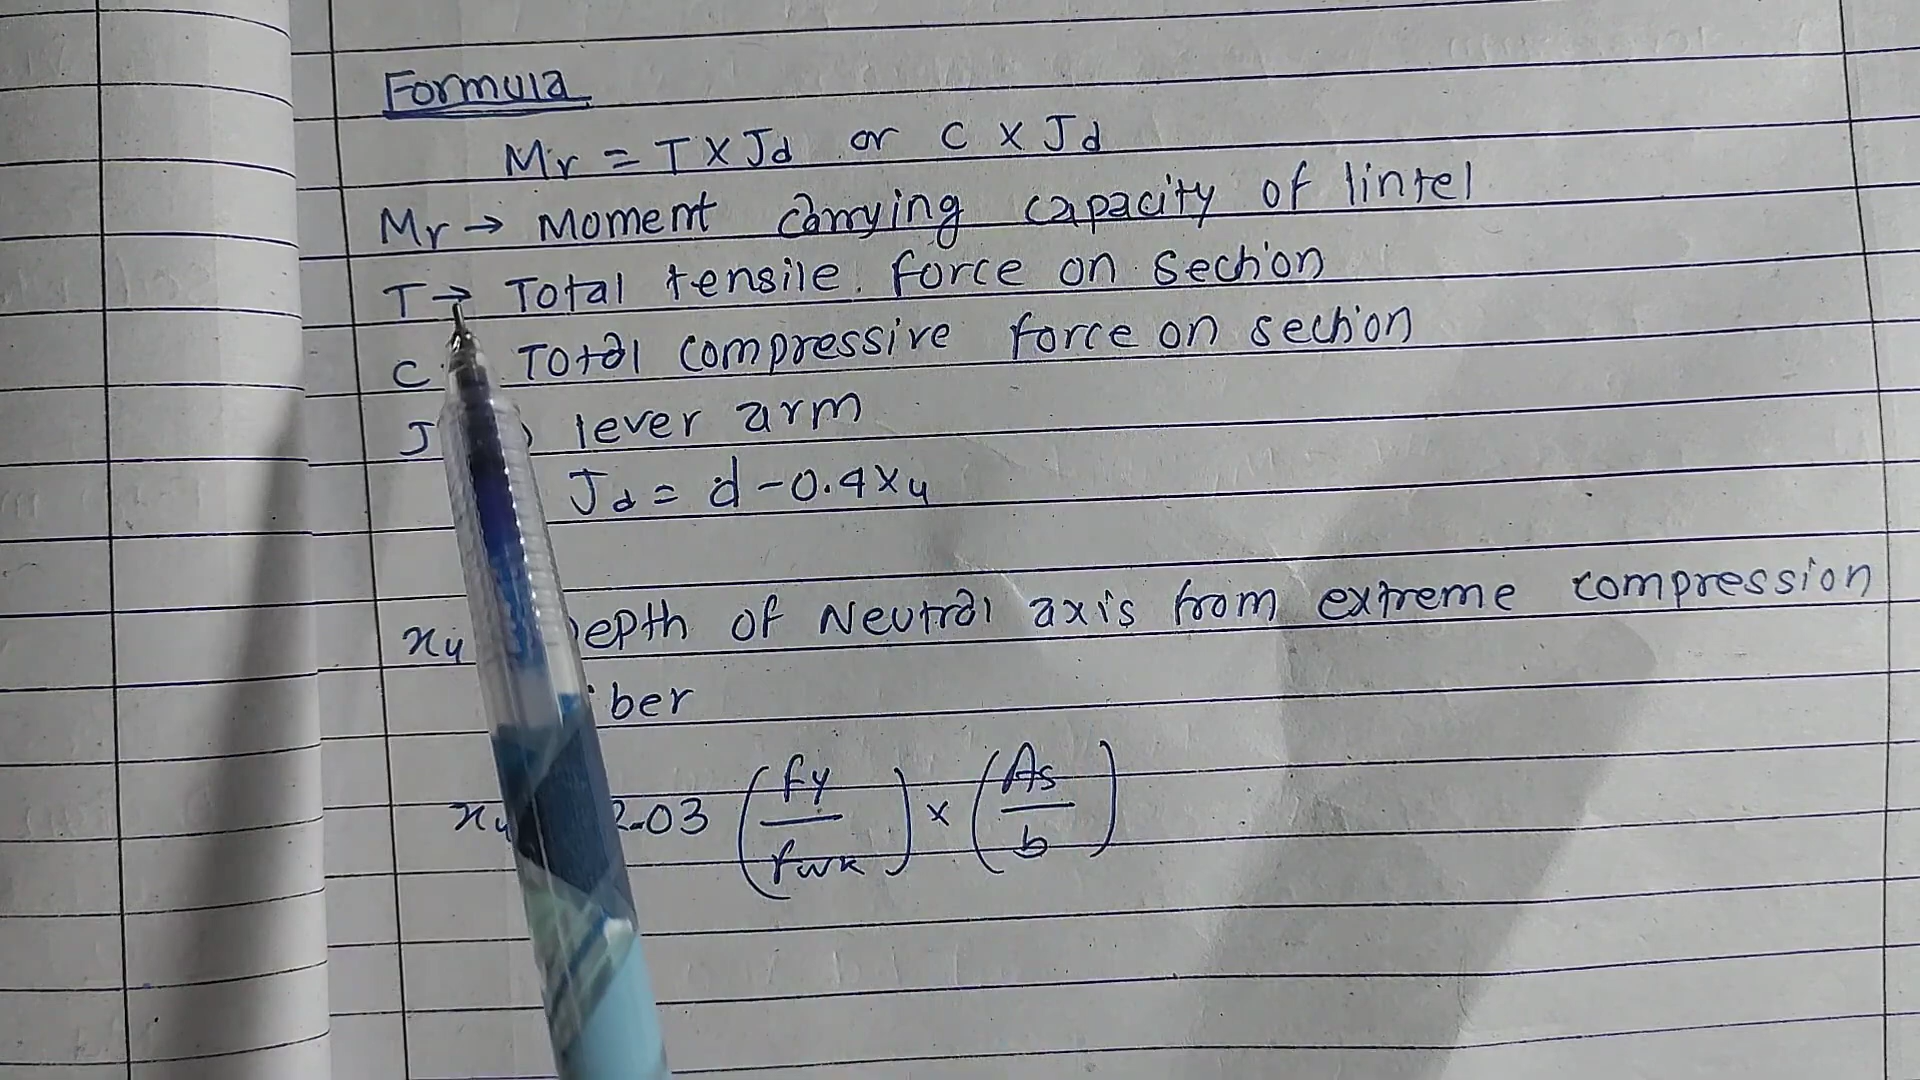 Formula
Mr = T X Jd or C X Jd
Mr → Moment carrying capacity of lintel
T → Total tensile force on section
C Total compressive force on section
J lever arm
Jd = d - 0.4xu
xu epth of Neutral axis from extreme compression
ber
xu 2.03 (fy / fwk) × (As / b)